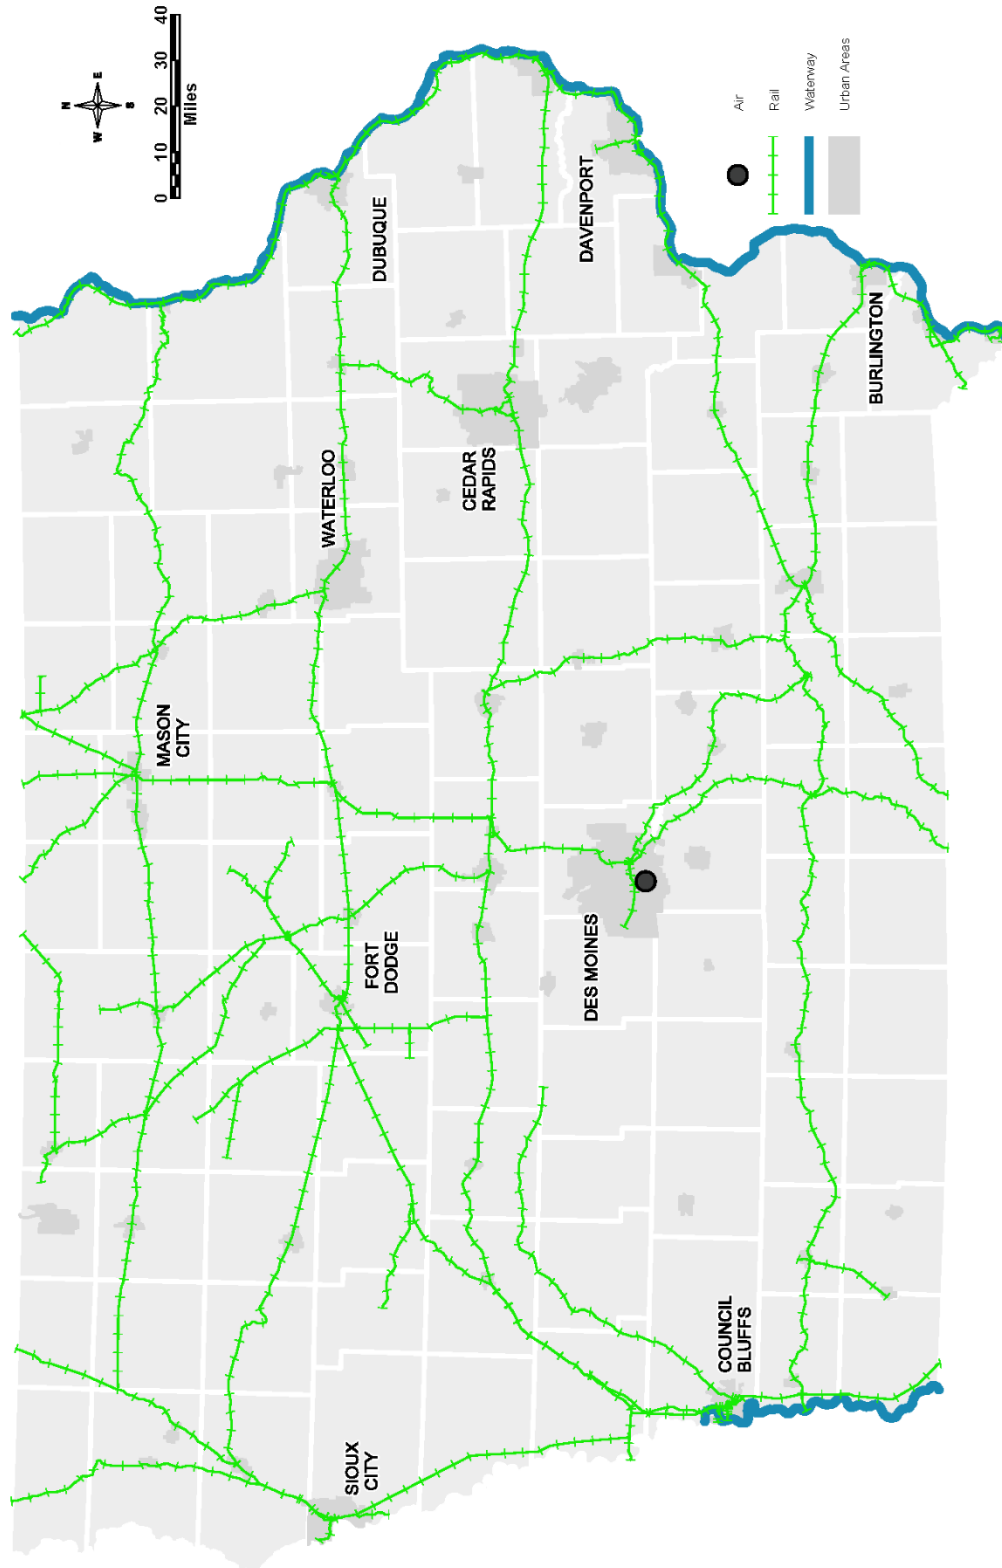 N
W
E
S
0 10 20 30 40
Miles
MASON
CITY
WATERLOO
DUBUQUE
FORT
DODGE
SIOUX
CITY
CEDAR
RAPIDS
DES MOINES
DAVENPORT
COUNCIL
BLUFFS
BURLINGTON
Air
Rail
Waterway
Urban Areas